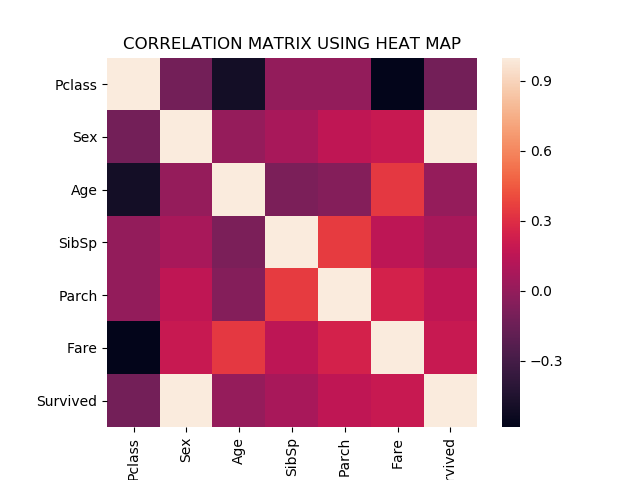 CORRELATION MATRIX USING HEAT MAP
Pclass
Sex
Age
SibSp
Parch
Fare
Survived
0.9
0.6
0.3
0.0
−0.3
Pclass
Sex
Age
SibSp
Parch
Fare
rvived